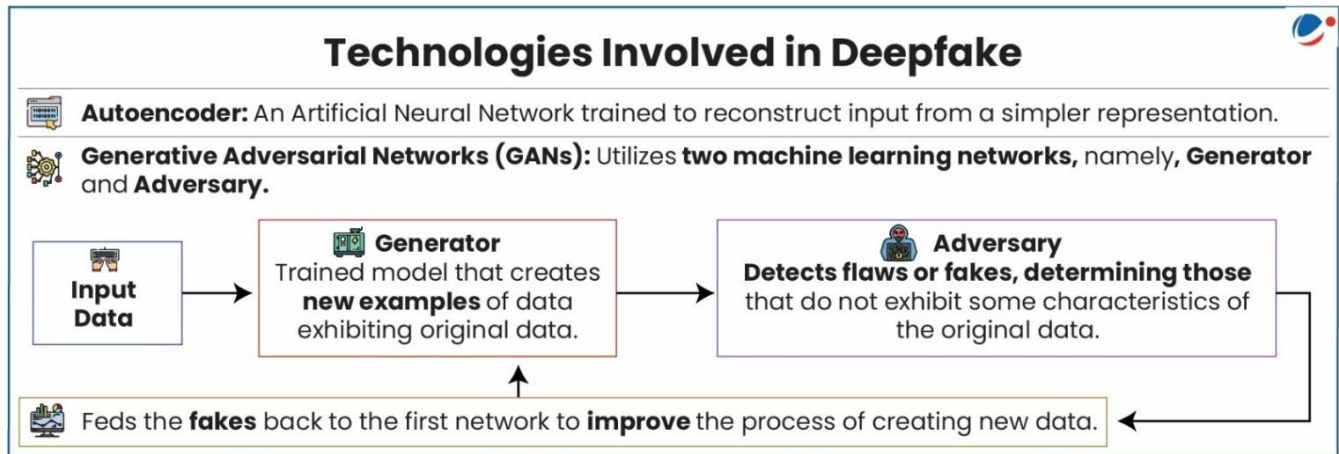 Technologies Involved in Deepfake
Autoencoder: An Artificial Neural Network trained to reconstruct input from a simpler representation.
Generative Adversarial Networks (GANs): Utilizes two machine learning networks, namely, Generator
and Adversary.
Input
Data
Generator
Trained model that creates
new examples of data
exhibiting original data.
Adversary
Detects flaws or fakes, determining those
that do not exhibit some characteristics of
the original data.
Feds the fakes back to the first network to improve the process of creating new data.